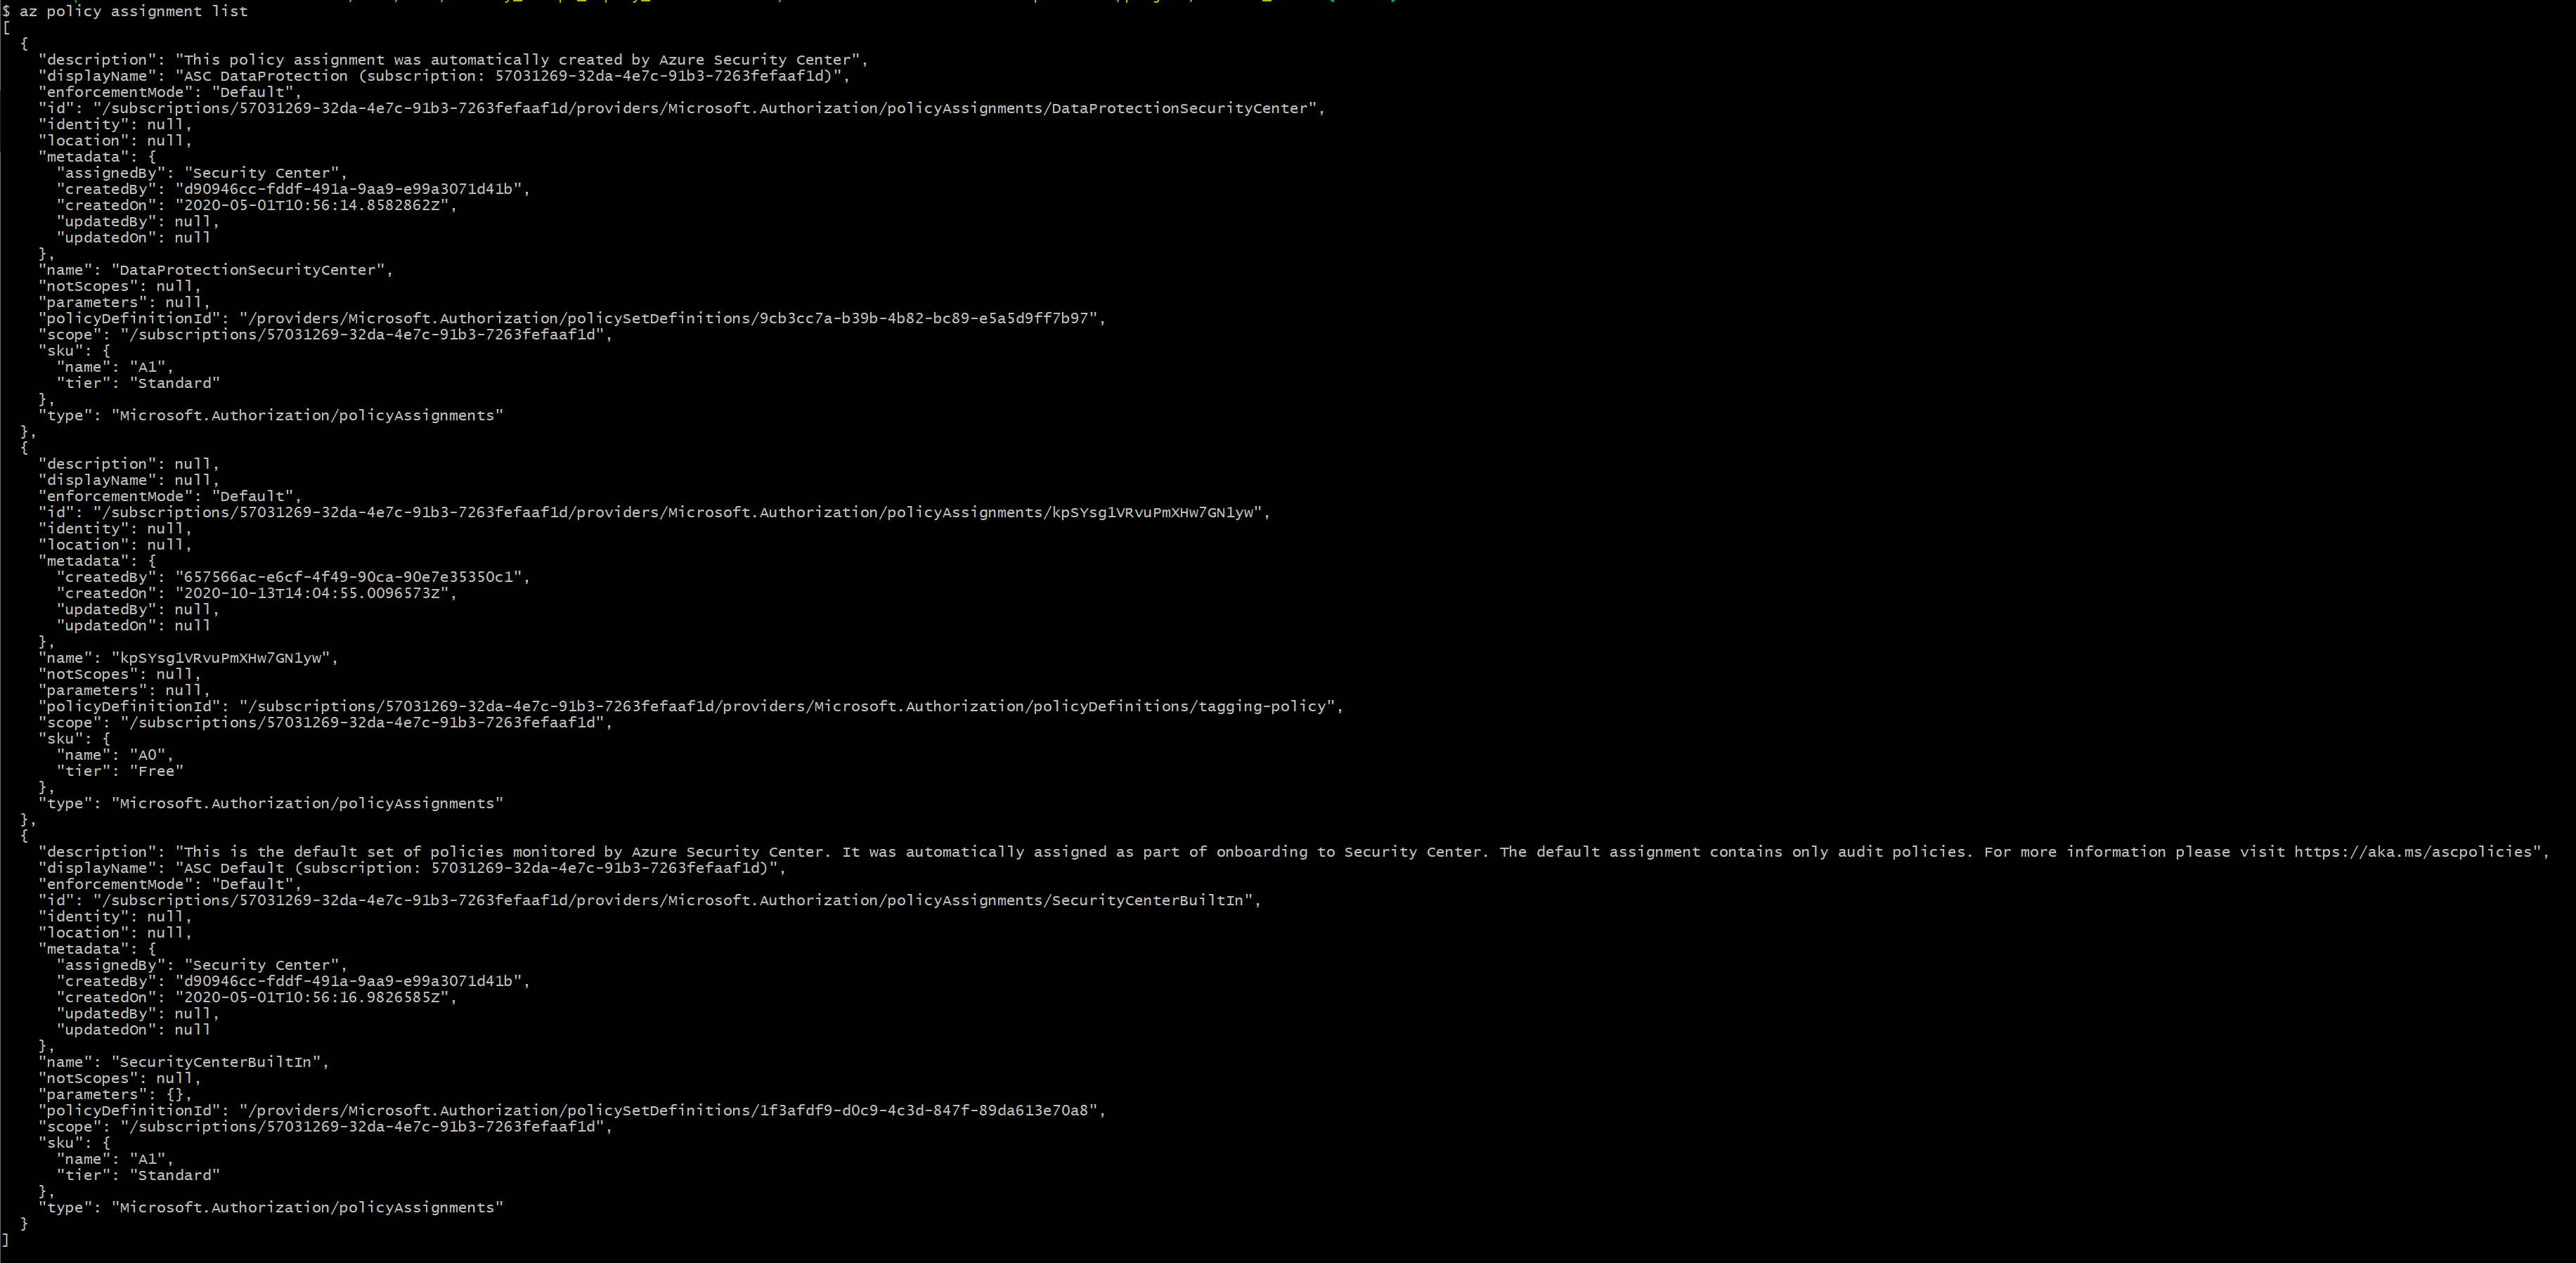 $ az policy assignment list
[
  {
    "description": "This policy assignment was automatically created by Azure Security Center",
    "displayName": "ASC DataProtection (subscription: 57031269-32da-4e7c-91b3-7263fefaaf1d)",
    "enforcementMode": "Default",
    "id": "/subscriptions/57031269-32da-4e7c-91b3-7263fefaaf1d/providers/Microsoft.Authorization/policyAssignments/DataProtectionSecurityCenter",
    "identity": null,
    "location": null,
    "metadata": {
      "assignedBy": "Security Center",
      "createdBy": "d90946cc-fddf-491a-9aa9-e99a3071d41b",
      "createdOn": "2020-05-01T10:56:14.8582862Z",
      "updatedBy": null,
      "updatedOn": null
    },
    "name": "DataProtectionSecurityCenter",
    "notScopes": null,
    "parameters": null,
    "policyDefinitionId": "/providers/Microsoft.Authorization/policySetDefinitions/9cb3cc7a-b39b-4b82-bc89-e5a5d9ff7b97",
    "scope": "/subscriptions/57031269-32da-4e7c-91b3-7263fefaaf1d",
    "sku": {
      "name": "A1",
      "tier": "Standard"
    },
    "type": "Microsoft.Authorization/policyAssignments"
  },
  {
    "description": null,
    "displayName": null,
    "enforcementMode": "Default",
    "id": "/subscriptions/57031269-32da-4e7c-91b3-7263fefaaf1d/providers/Microsoft.Authorization/policyAssignments/kpSYsg1VRvuPmXHw7GN1yw",
    "identity": null,
    "location": null,
    "metadata": {
      "createdBy": "657566ac-e6cf-4f49-90ca-90e7e35350c1",
      "createdOn": "2020-10-13T14:04:55.0096573Z",
      "updatedBy": null,
      "updatedOn": null
    },
    "name": "kpSYsg1VRvuPmXHw7GN1yw",
    "notScopes": null,
    "parameters": null,
    "policyDefinitionId": "/subscriptions/57031269-32da-4e7c-91b3-7263fefaaf1d/providers/Microsoft.Authorization/policyDefinitions/tagging-policy",
    "scope": "/subscriptions/57031269-32da-4e7c-91b3-7263fefaaf1d",
    "sku": {
      "name": "A0",
      "tier": "Free"
    },
    "type": "Microsoft.Authorization/policyAssignments"
  },
  {
    "description": "This is the default set of policies monitored by Azure Security Center. It was automatically assigned as part of onboarding to Security Center. The default assignment contains only audit policies. For more information please visit https://aka.ms/ascpolicies",
    "displayName": "ASC Default (subscription: 57031269-32da-4e7c-91b3-7263fefaaf1d)",
    "enforcementMode": "Default",
    "id": "/subscriptions/57031269-32da-4e7c-91b3-7263fefaaf1d/providers/Microsoft.Authorization/policyAssignments/SecurityCenterBuiltIn",
    "identity": null,
    "location": null,
    "metadata": {
      "assignedBy": "Security Center",
      "createdBy": "d90946cc-fddf-491a-9aa9-e99a3071d41b",
      "createdOn": "2020-05-01T10:56:16.9826585Z",
      "updatedBy": null,
      "updatedOn": null
    },
    "name": "SecurityCenterBuiltIn",
    "notScopes": null,
    "parameters": {},
    "policyDefinitionId": "/providers/Microsoft.Authorization/policySetDefinitions/1f3afdf9-d0c9-4c3d-847f-89da613e70a8",
    "scope": "/subscriptions/57031269-32da-4e7c-91b3-7263fefaaf1d",
    "sku": {
      "name": "A1",
      "tier": "Standard"
    },
    "type": "Microsoft.Authorization/policyAssignments"
  }
]